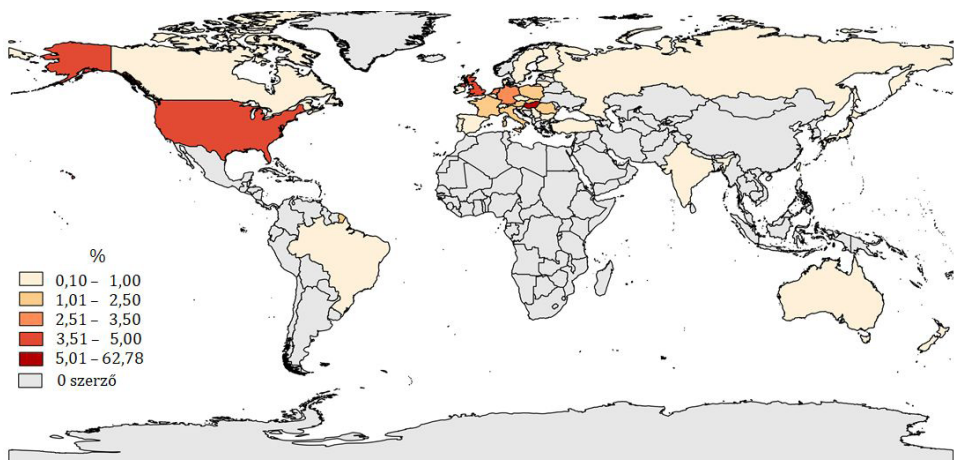 %
0,10 – 1,00
1,01 – 2,50
2,51 – 3,50
3,51 – 5,00
5,01 – 62,78
0 szerző